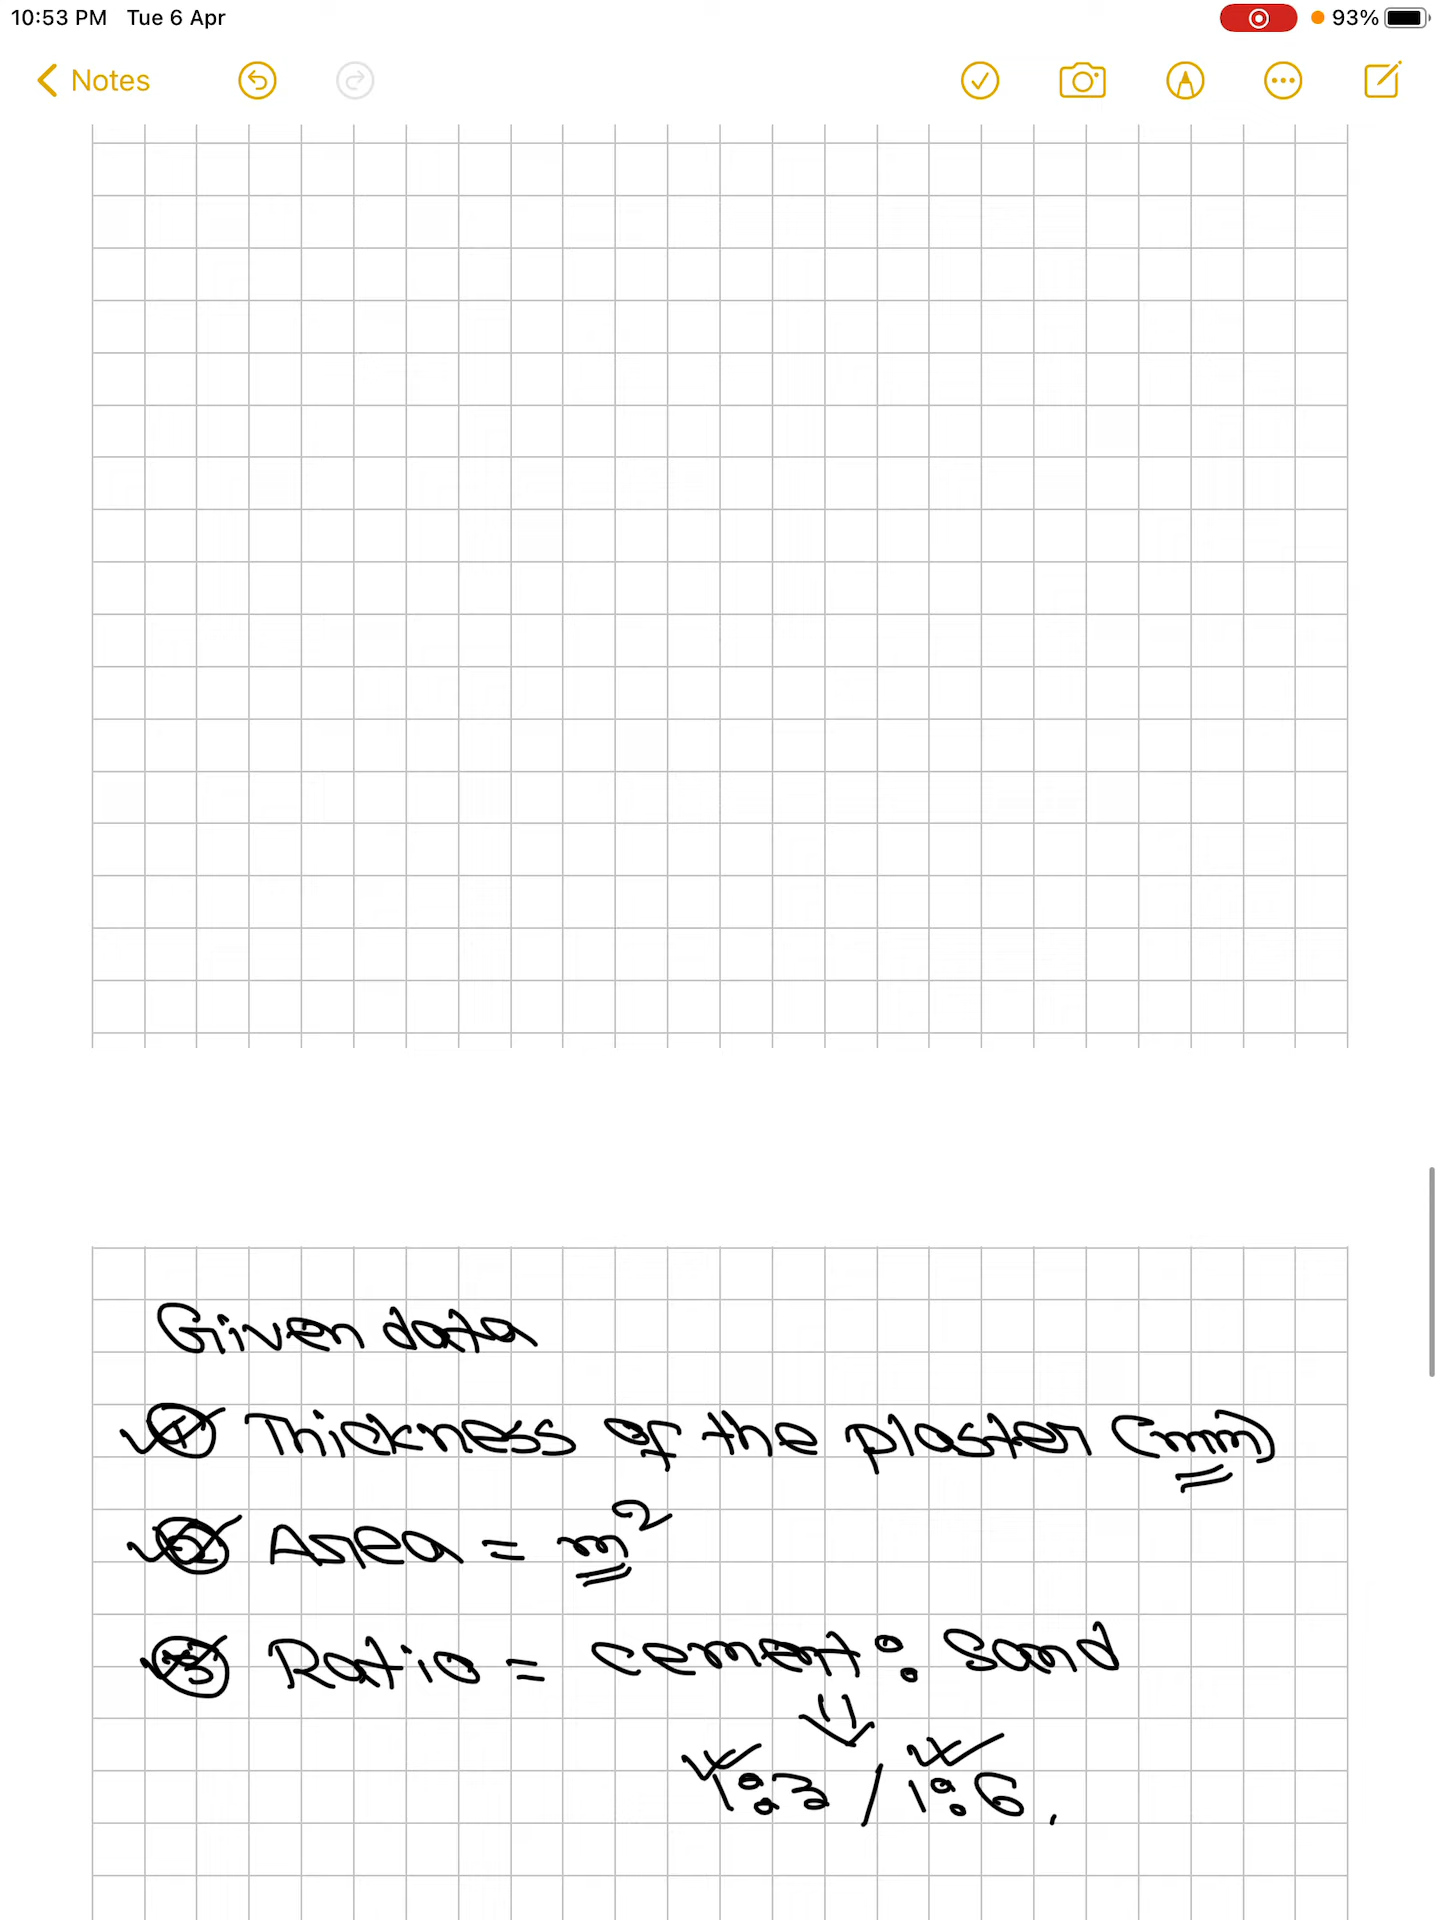 10:53 PM Tue 6 Apr 93%
Notes
Given data
1 Thickness of the plaster (mm)
2 Area = m²
3 Ratio = cement : Sand
1:3 / 1:6.